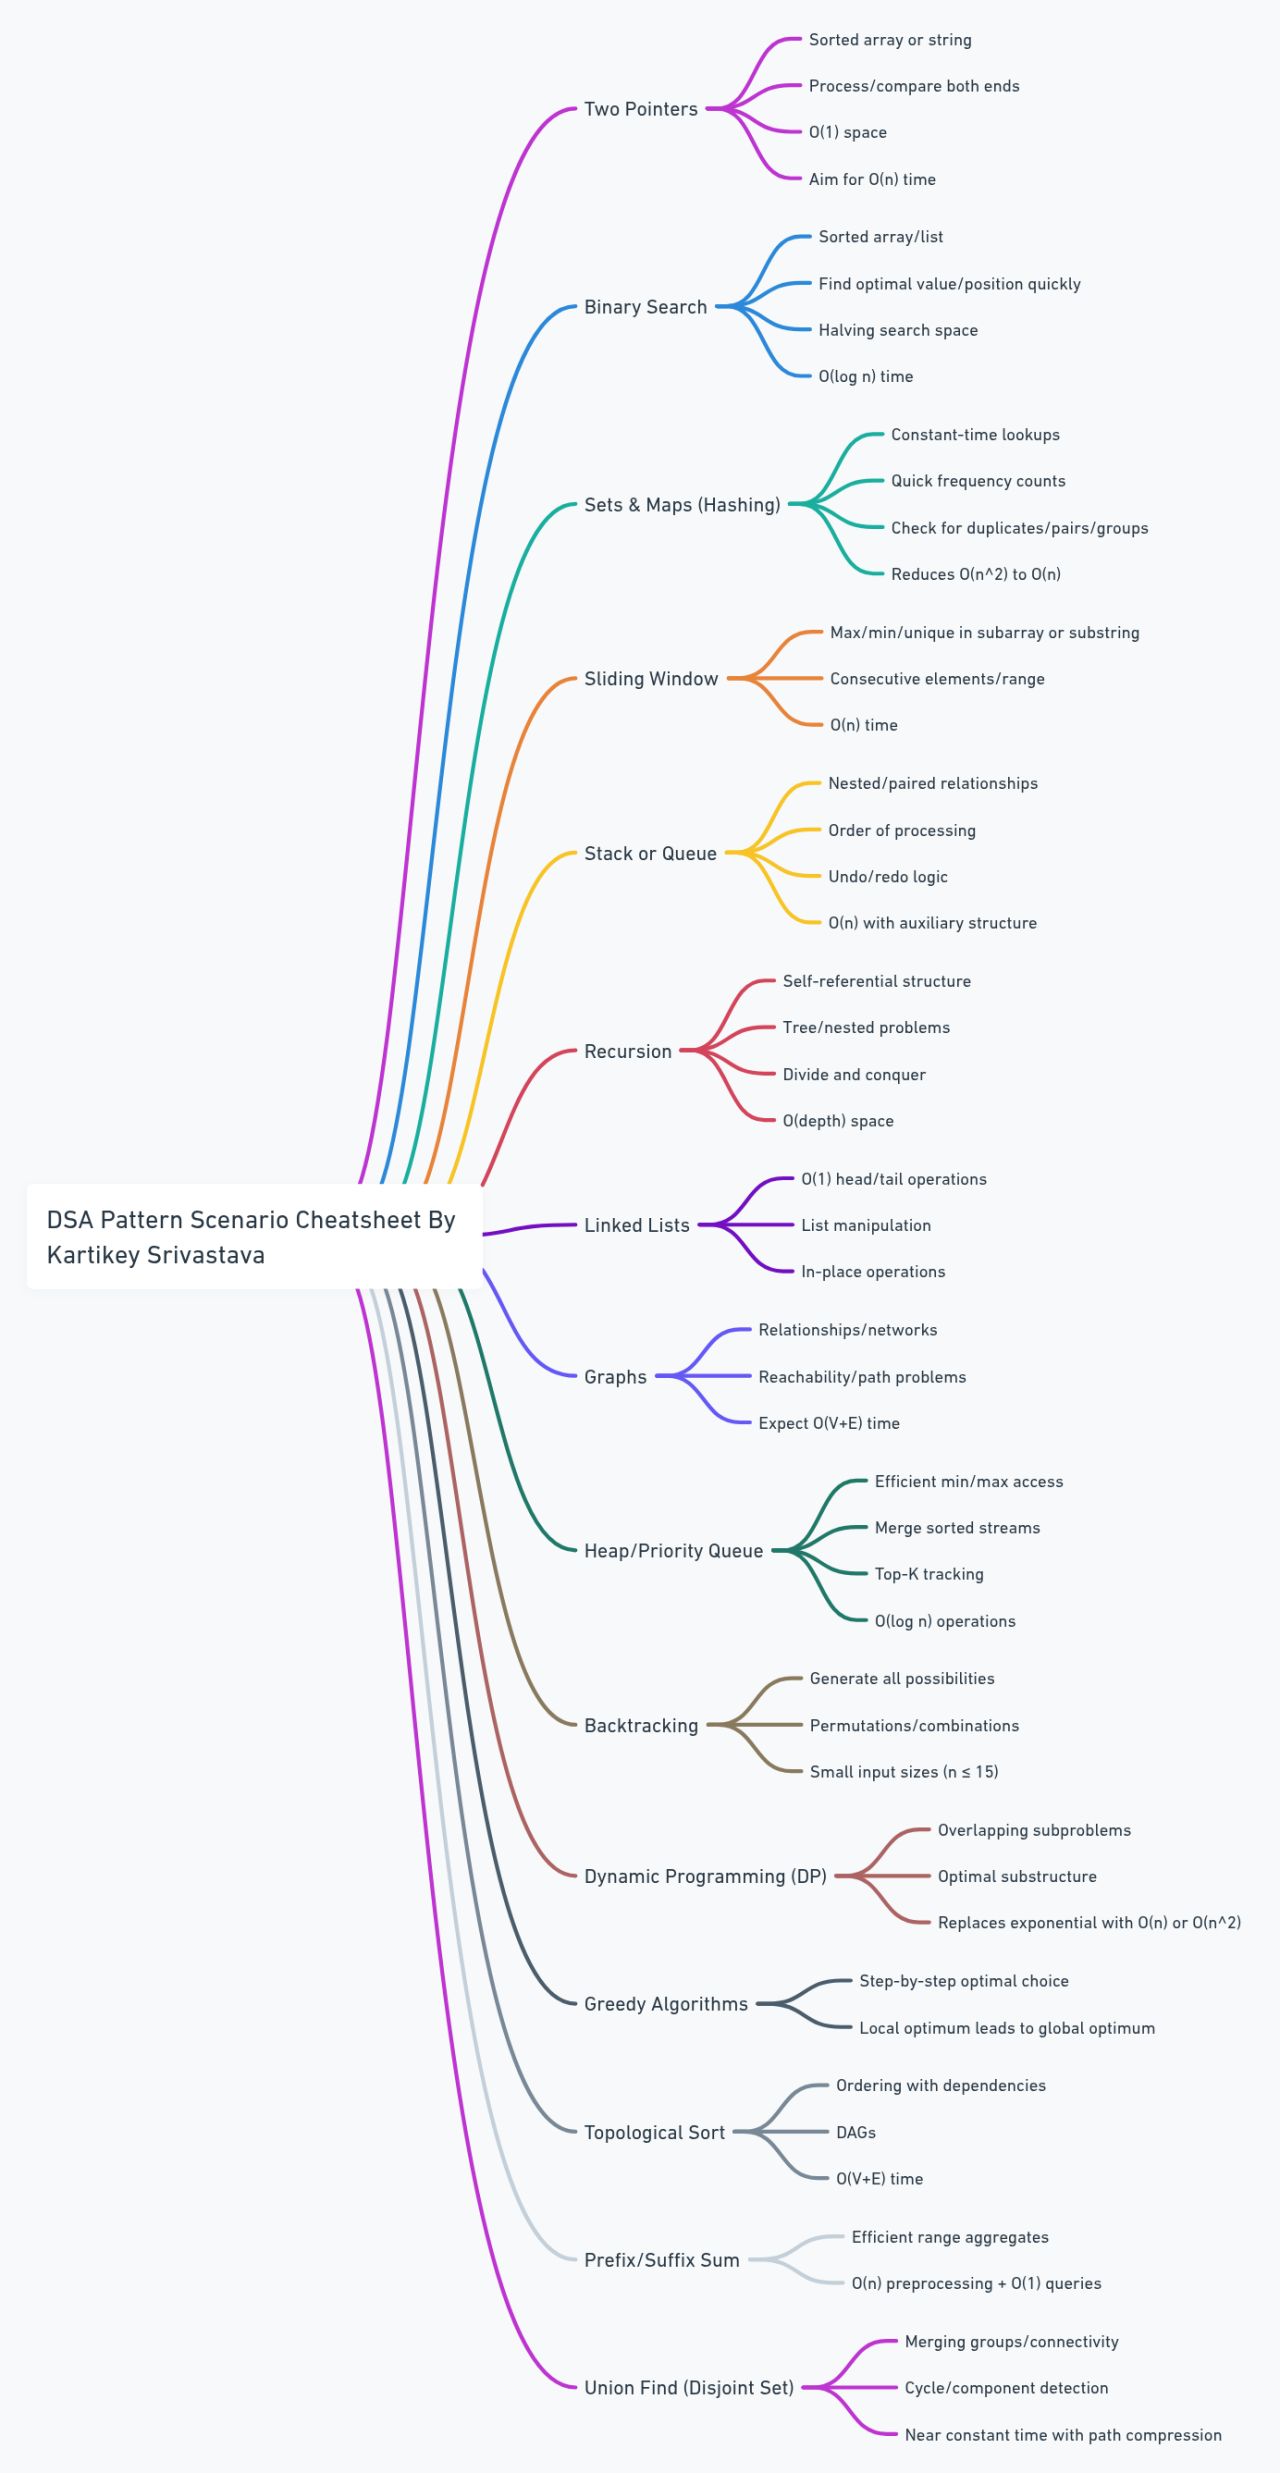 DSA Pattern Scenario Cheatsheet By
Kartikey Srivastava
Two Pointers
Sorted array or string
Process/compare both ends
O(1) space
Aim for O(n) time
Binary Search
Sorted array/list
Find optimal value/position quickly
Halving search space
O(log n) time
Sets & Maps (Hashing)
Constant-time lookups
Quick frequency counts
Check for duplicates/pairs/groups
Reduces O(n^2) to O(n)
Sliding Window
Max/min/unique in subarray or substring
Consecutive elements/range
O(n) time
Stack or Queue
Nested/paired relationships
Order of processing
Undo/redo logic
O(n) with auxiliary structure
Recursion
Self-referential structure
Tree/nested problems
Divide and conquer
O(depth) space
Linked Lists
O(1) head/tail operations
List manipulation
In-place operations
Graphs
Relationships/networks
Reachability/path problems
Expect O(V+E) time
Heap/Priority Queue
Efficient min/max access
Merge sorted streams
Top-K tracking
O(log n) operations
Backtracking
Generate all possibilities
Permutations/combinations
Small input sizes (n ≤ 15)
Dynamic Programming (DP)
Overlapping subproblems
Optimal substructure
Replaces exponential with O(n) or O(n^2)
Greedy Algorithms
Step-by-step optimal choice
Local optimum leads to global optimum
Topological Sort
Ordering with dependencies
DAGs
O(V+E) time
Prefix/Suffix Sum
Efficient range aggregates
O(n) preprocessing + O(1) queries
Union Find (Disjoint Set)
Merging groups/connectivity
Cycle/component detection
Near constant time with path compression